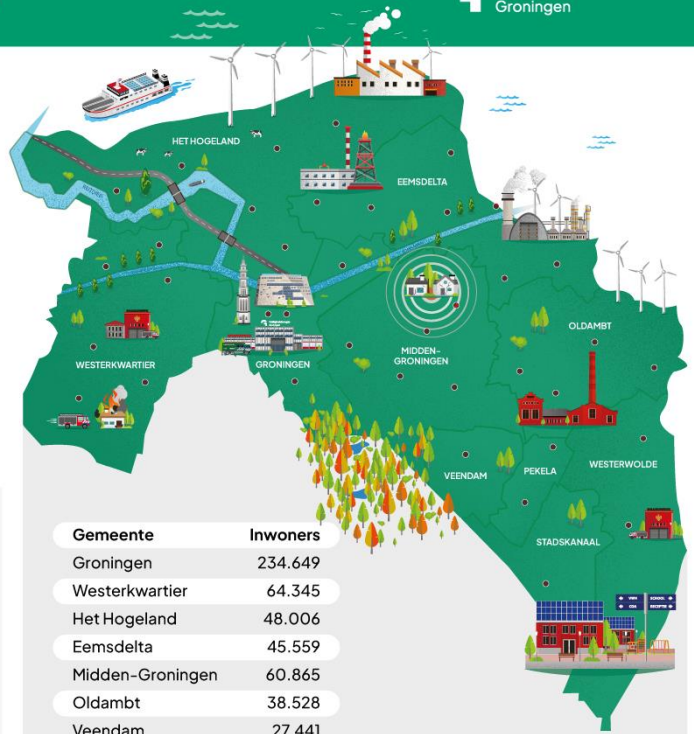 Groningen
HET HOGELAND
EEMSDELTA
OLDAMBT
WESTERKWARTIER
GRONINGEN
MIDDEN-
GRONINGEN
VEENDAM
PEKELA
WESTERWOLDE
STADSKANAAL
SCHOOL
Gemeente Inwoners
Groningen 234.649
Westerkwartier 64.345
Het Hogeland 48.006
Eemsdelta 45.559
Midden-Groningen 60.865
Oldambt 38.528
Veendam 27.441